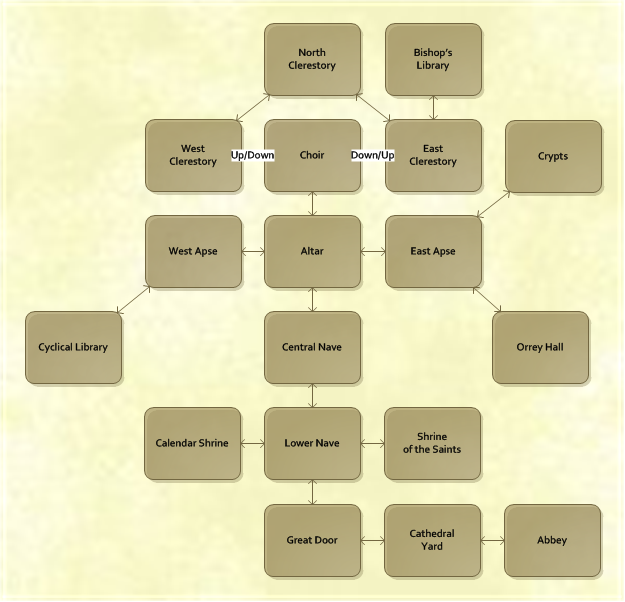 North
Clerestory
Bishop's
Library
West
Clerestory
Up/Down
Choir
Down/Up
East
Clerestory
Crypts
West Apse
Altar
East Apse
Cyclical Library
Central Nave
Orrey Hall
Calendar Shrine
Lower Nave
Shrine
of the Saints
Great Door
Cathedral
Yard
Abbey